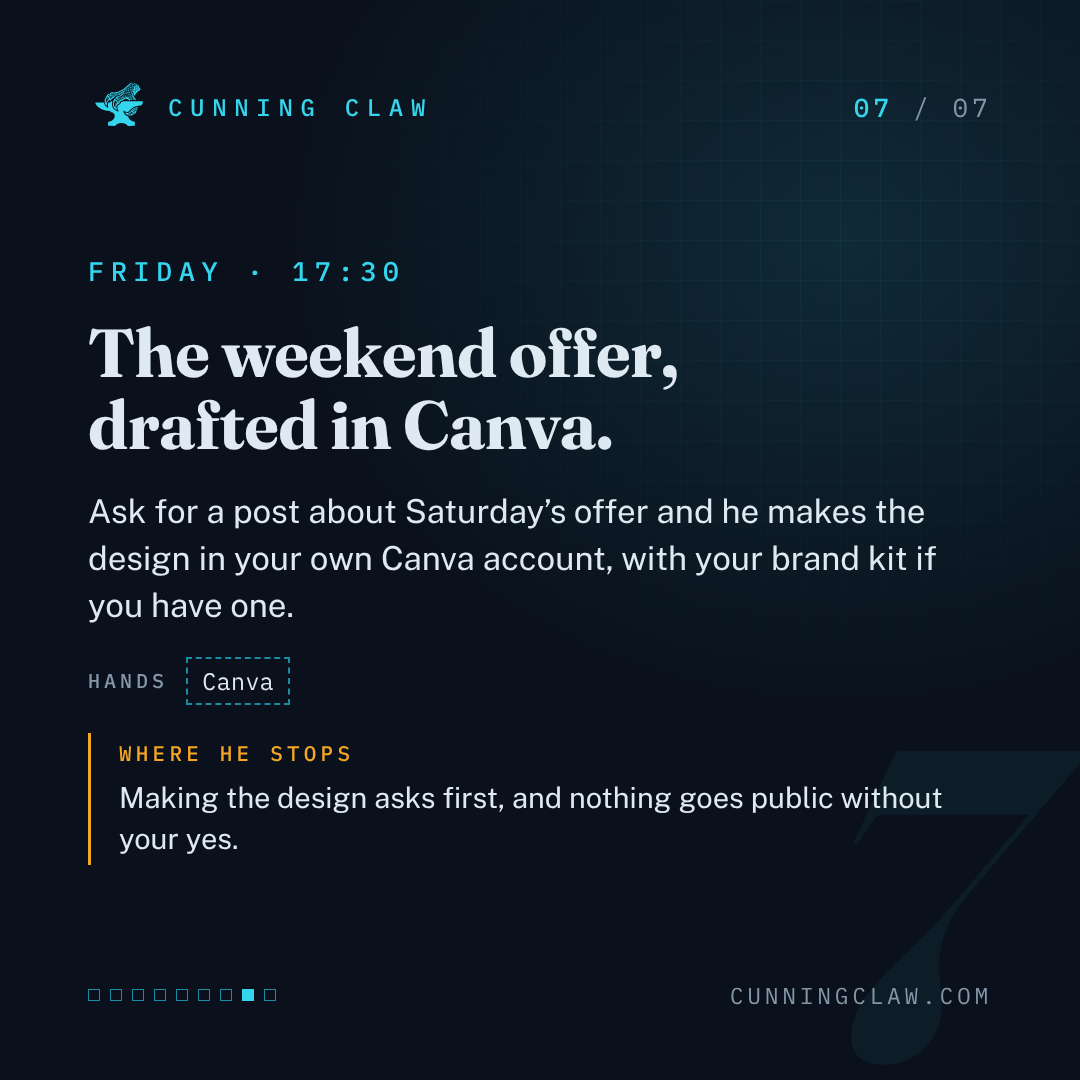 CUNNING CLAW
07 / 07
FRIDAY · 17:30
The weekend offer,
drafted in Canva.
Ask for a post about Saturday’s offer and he makes the
design in your own Canva account, with your brand kit if
you have one.
HANDS Canva
WHERE HE STOPS
Making the design asks first, and nothing goes public without
your yes.
7
CUNNINGCLAW.COM